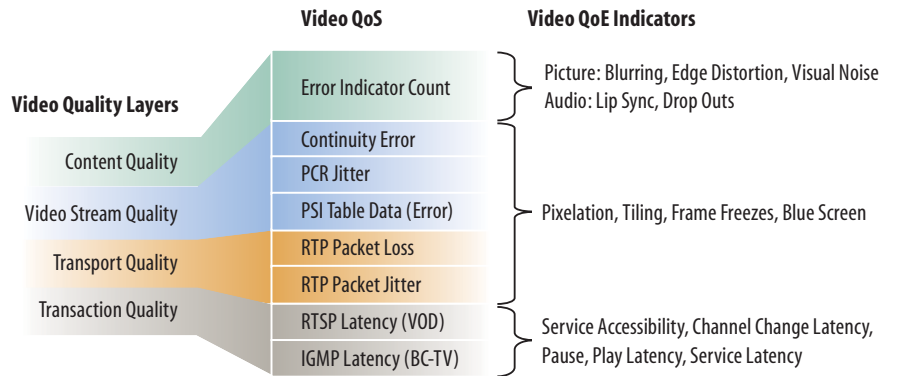 Video QoS
Video QoE Indicators
Video Quality Layers
Content Quality
Video Stream Quality
Transport Quality
Transaction Quality
Error Indicator Count
Continuity Error
PCR Jitter
PSI Table Data (Error)
RTP Packet Loss
RTP Packet Jitter
RTSP Latency (VOD)
IGMP Latency (BC-TV)
Picture: Blurring, Edge Distortion, Visual Noise
Audio: Lip Sync, Drop Outs
Pixelation, Tiling, Frame Freezes, Blue Screen
Service Accessibility, Channel Change Latency,
Pause, Play Latency, Service Latency